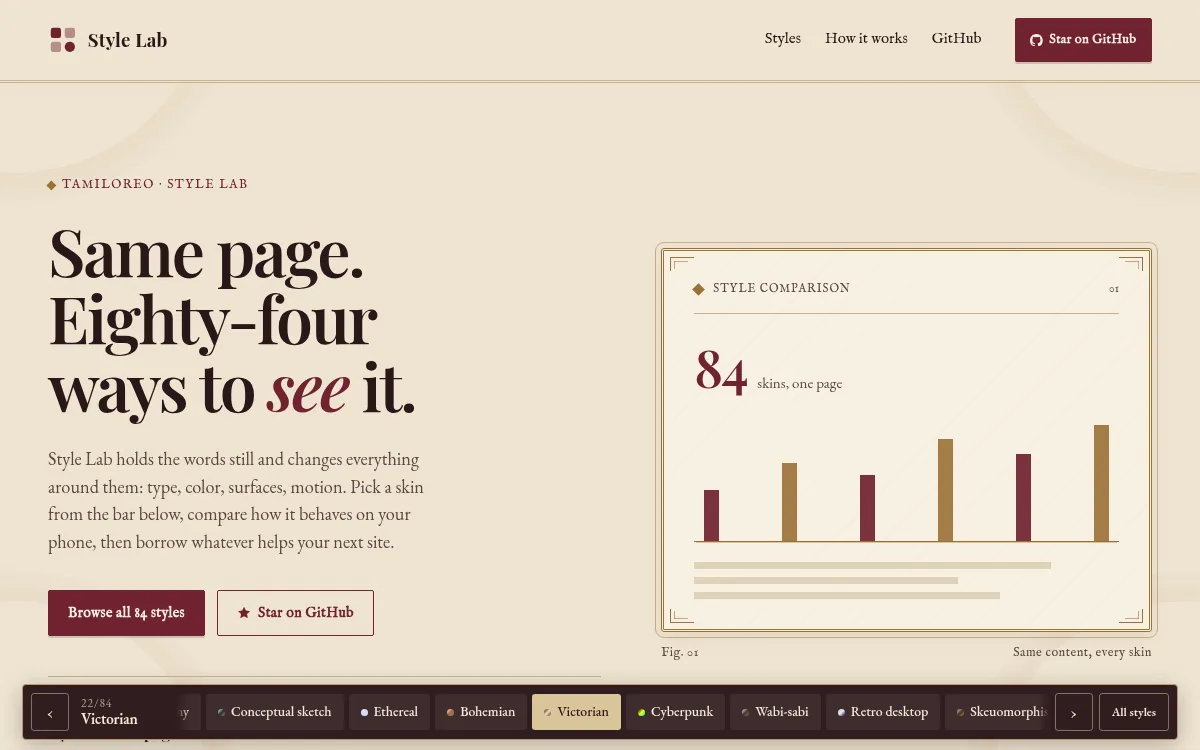 Style Lab
Styles
How it works
GitHub
Star on GitHub
TAMILOREO · STYLE LAB
Same page.
Eighty-four
ways to see it.
Style Lab holds the words still and changes everything
around them: type, color, surfaces, motion. Pick a skin
from the bar below, compare how it behaves on your
phone, then borrow whatever helps your next site.
Browse all 84 styles
Star on GitHub
STYLE COMPARISON
01
84 skins, one page
Fig. 01
Same content, every skin
22/84
Victorian
Conceptual sketch
Ethereal
Bohemian
Victorian
Cyberpunk
Wabi-sabi
Retro desktop
Skeuomorphis
All styles